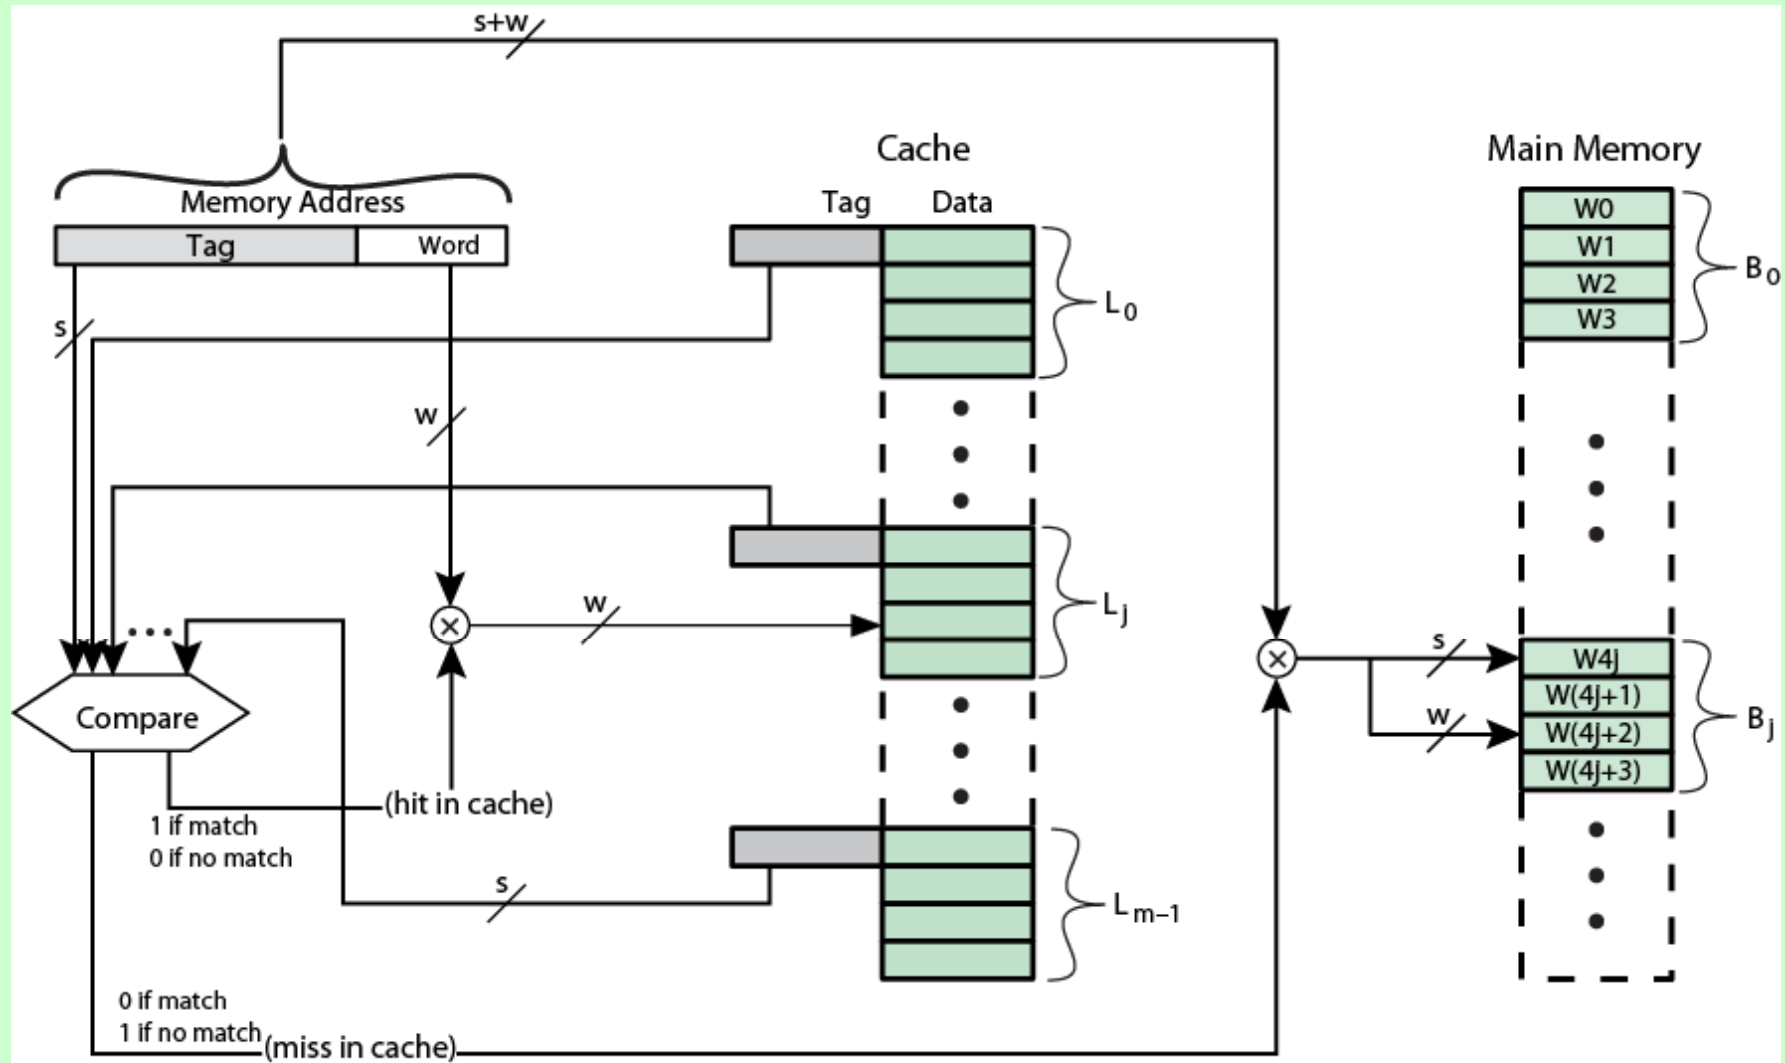 s+w
Cache
Main Memory
Memory Address
Tag Data
Tag Word
W0
W1
W2
W3
B0
L0
s
w
Lj
w
s
w
W4j
W(4j+1)
W(4j+2)
W(4j+3)
Bj
Compare
(hit in cache)
1 if match
0 if no match
s
Lm–1
0 if match
1 if no match
(miss in cache)